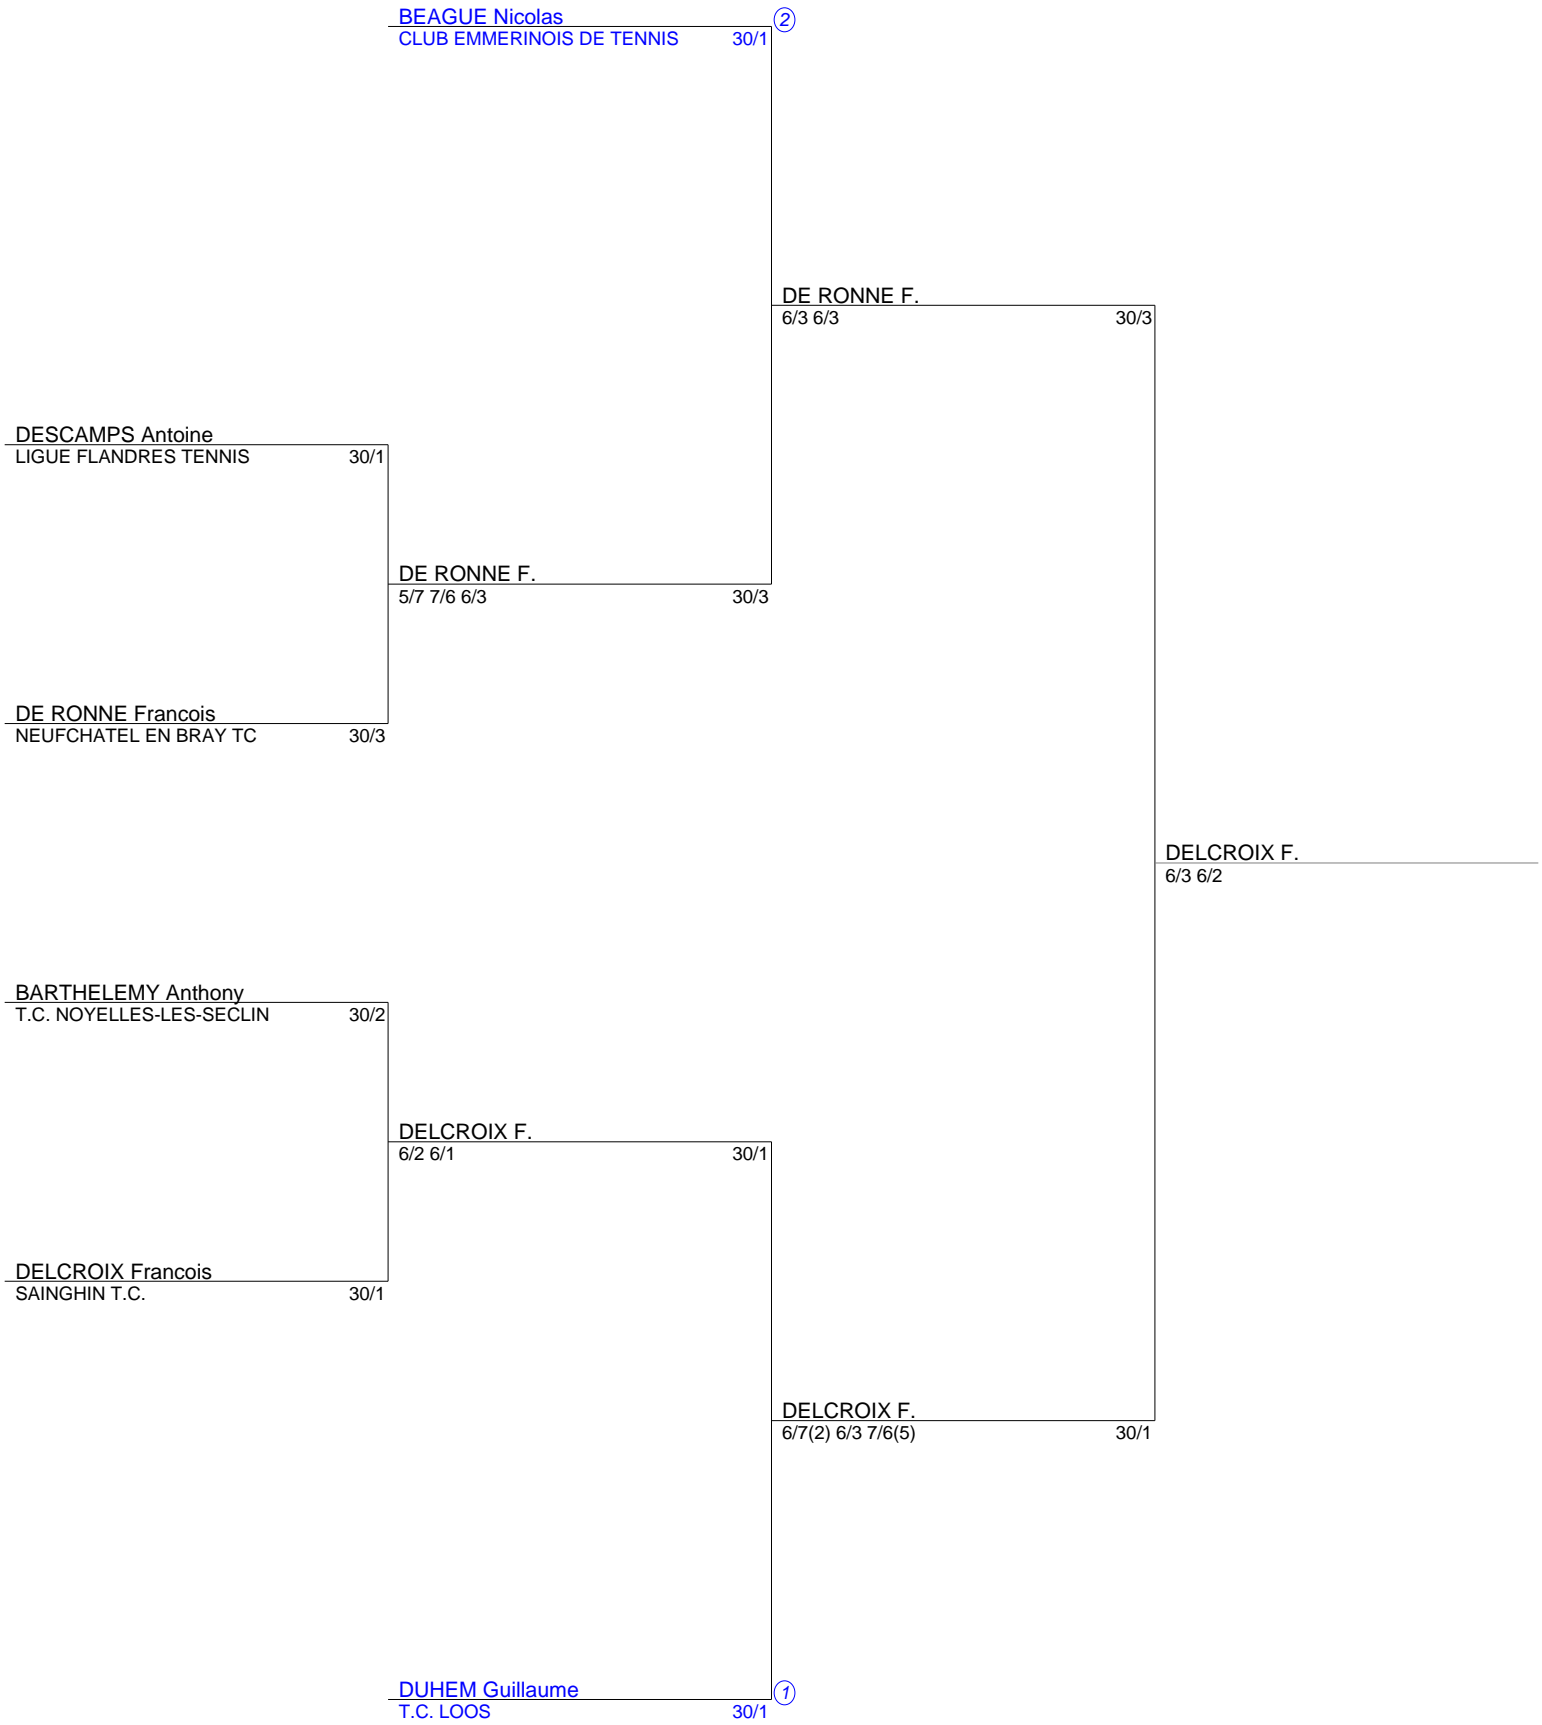 BEAGUE Nicolas
2
CLUB EMMERINOIS DE TENNIS 30/1
DE RONNE F.
6/3 6/3 30/3
DESCAMPS Antoine
LIGUE FLANDRES TENNIS 30/1
DE RONNE F.
5/7 7/6 6/3 30/3
DE RONNE Francois
NEUFCHATEL EN BRAY TC 30/3
DELCROIX F.
6/3 6/2
BARTHELEMY Anthony
T.C. NOYELLES-LES-SECLIN 30/2
DELCROIX F.
6/2 6/1 30/1
DELCROIX Francois
SAINGHIN T.C. 30/1
DELCROIX F.
6/7(2) 6/3 7/6(5) 30/1
DUHEM Guillaume
1
T.C. LOOS 30/1